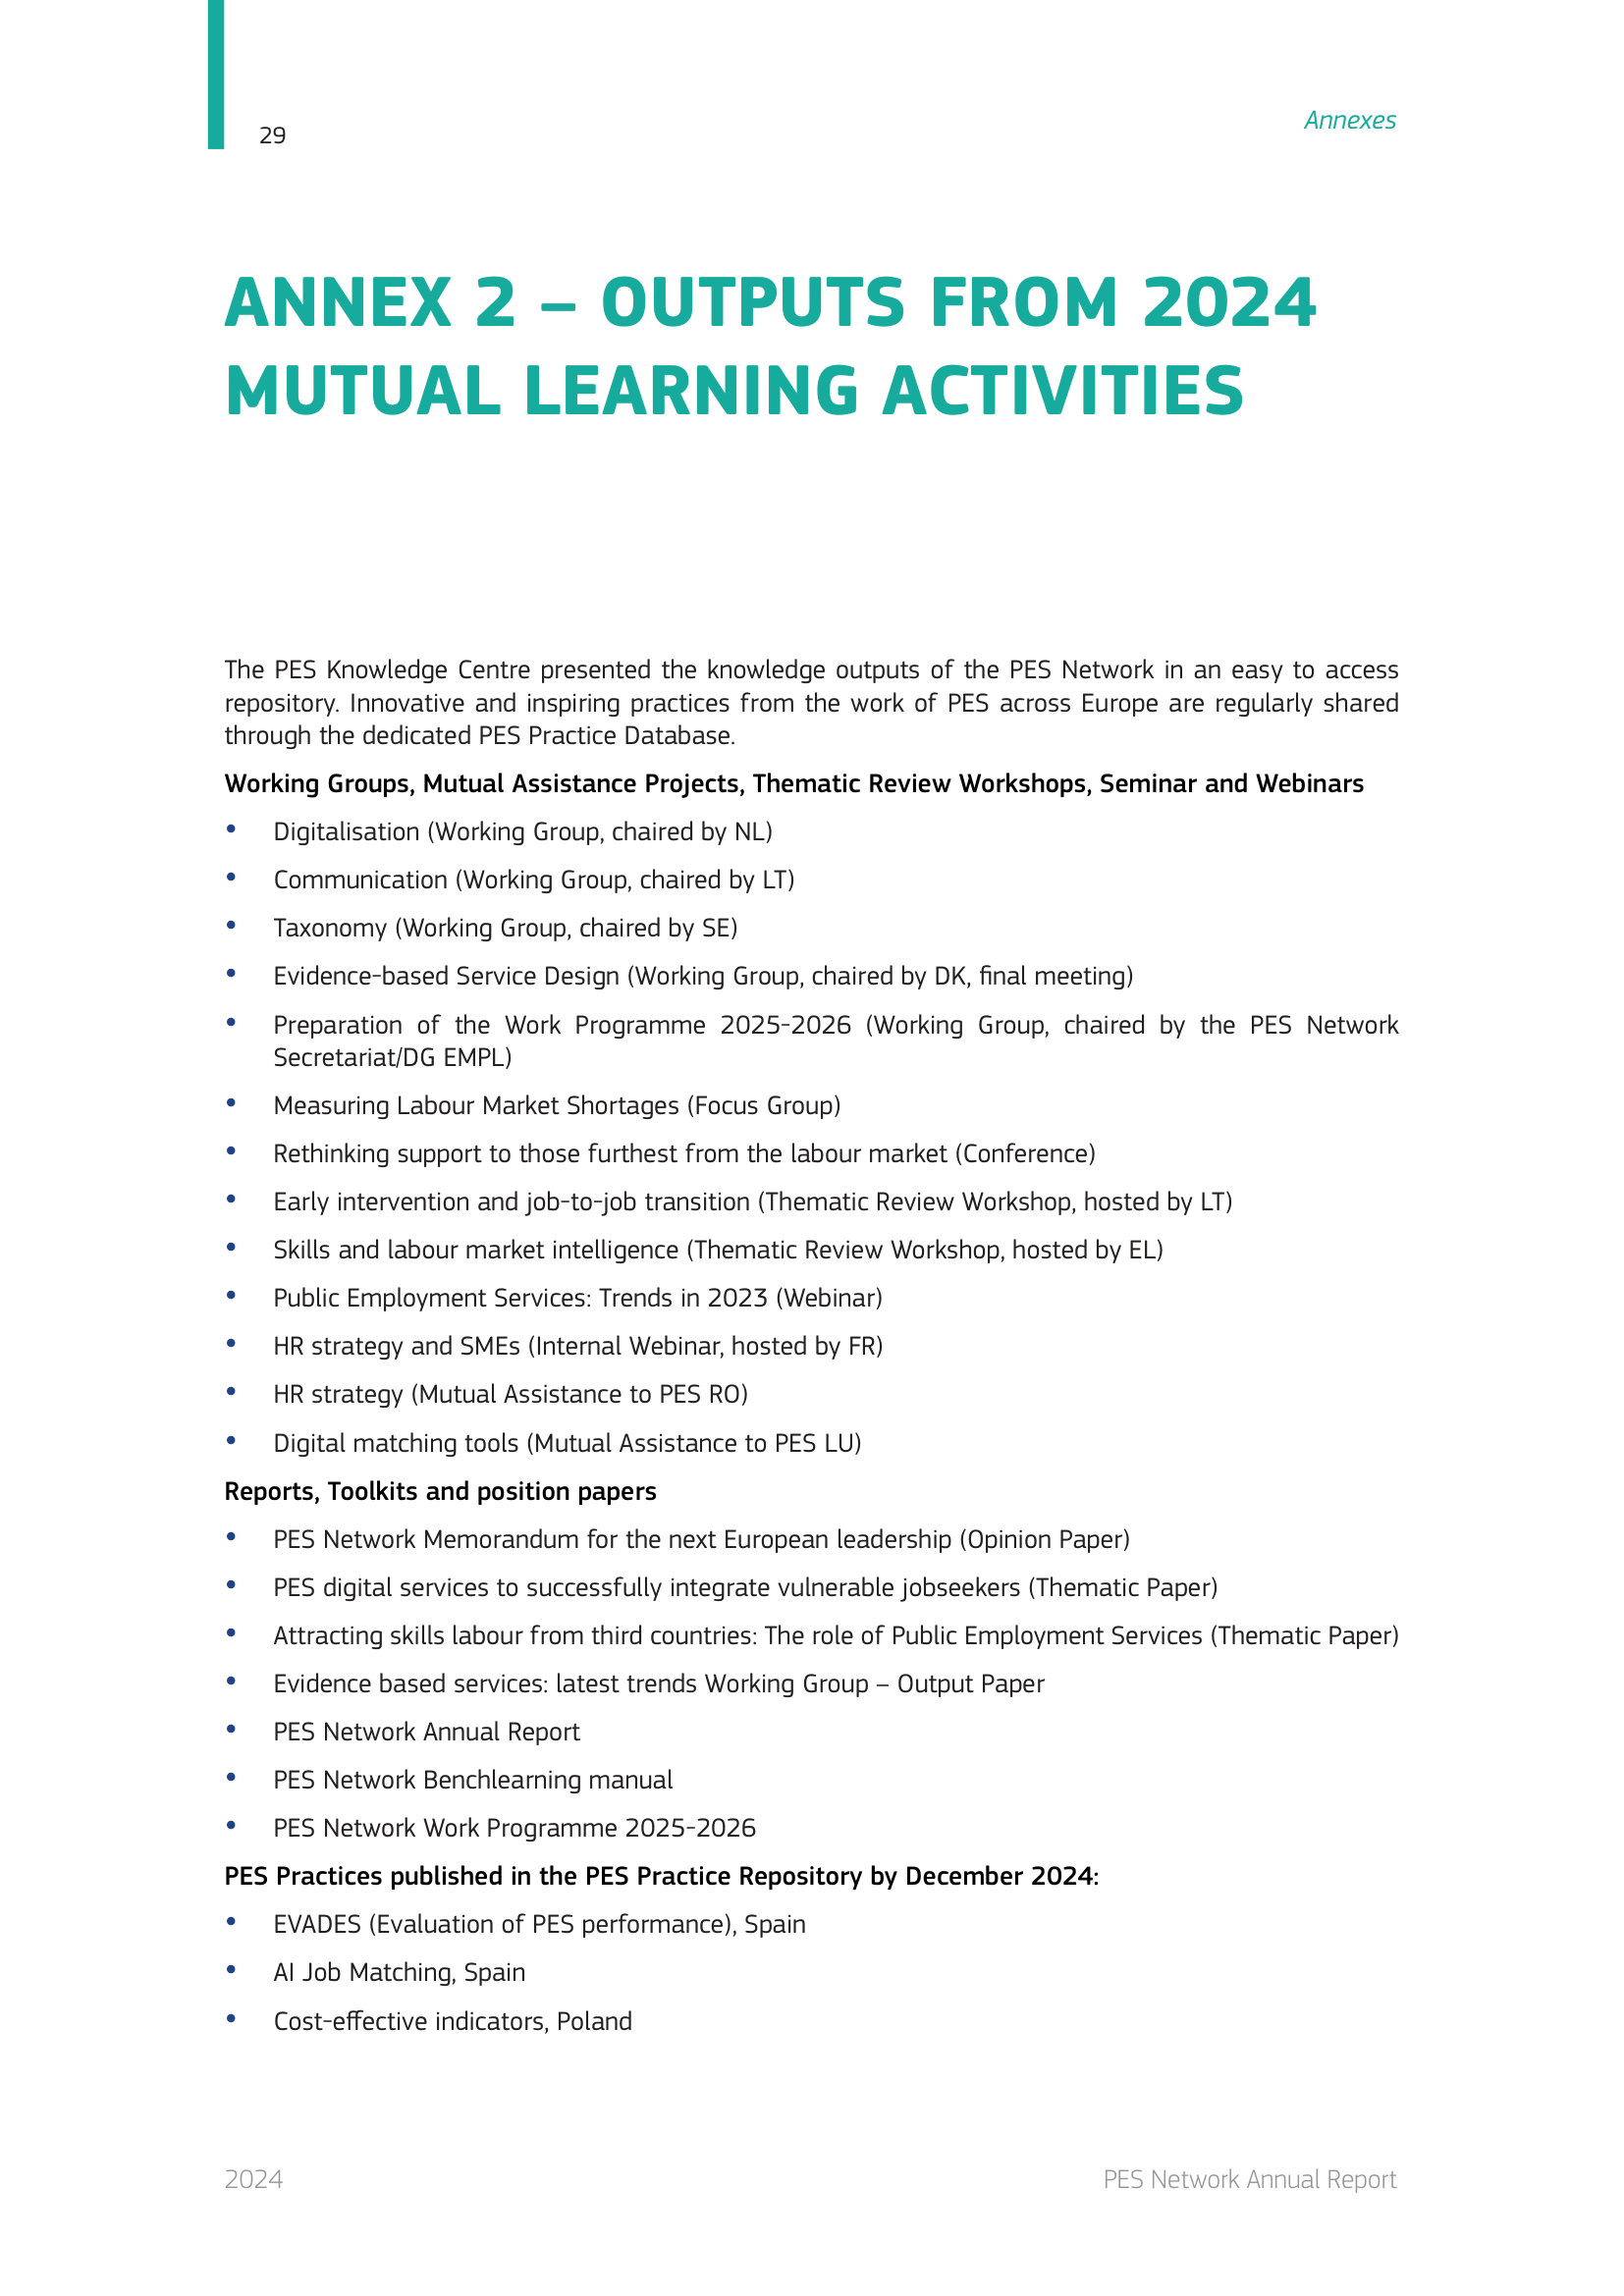 29
Annexes
ANNEX 2 – OUTPUTS FROM 2024
MUTUAL LEARNING ACTIVITIES
The PES Knowledge Centre presented the knowledge outputs of the PES Network in an easy to access
repository. Innovative and inspiring practices from the work of PES across Europe are regularly shared
through the dedicated PES Practice Database.
Working Groups, Mutual Assistance Projects, Thematic Review Workshops, Seminar and Webinars
• Digitalisation (Working Group, chaired by NL)
• Communication (Working Group, chaired by LT)
• Taxonomy (Working Group, chaired by SE)
• Evidence-based Service Design (Working Group, chaired by DK, final meeting)
• Preparation of the Work Programme 2025-2026 (Working Group, chaired by the PES Network
Secretariat/DG EMPL)
• Measuring Labour Market Shortages (Focus Group)
• Rethinking support to those furthest from the labour market (Conference)
• Early intervention and job-to-job transition (Thematic Review Workshop, hosted by LT)
• Skills and labour market intelligence (Thematic Review Workshop, hosted by EL)
• Public Employment Services: Trends in 2023 (Webinar)
• HR strategy and SMEs (Internal Webinar, hosted by FR)
• HR strategy (Mutual Assistance to PES RO)
• Digital matching tools (Mutual Assistance to PES LU)
Reports, Toolkits and position papers
• PES Network Memorandum for the next European leadership (Opinion Paper)
• PES digital services to successfully integrate vulnerable jobseekers (Thematic Paper)
• Attracting skills labour from third countries: The role of Public Employment Services (Thematic Paper)
• Evidence based services: latest trends Working Group – Output Paper
• PES Network Annual Report
• PES Network Benchlearning manual
• PES Network Work Programme 2025-2026
PES Practices published in the PES Practice Repository by December 2024:
• EVADES (Evaluation of PES performance), Spain
• AI Job Matching, Spain
• Cost-effective indicators, Poland
2024
PES Network Annual Report